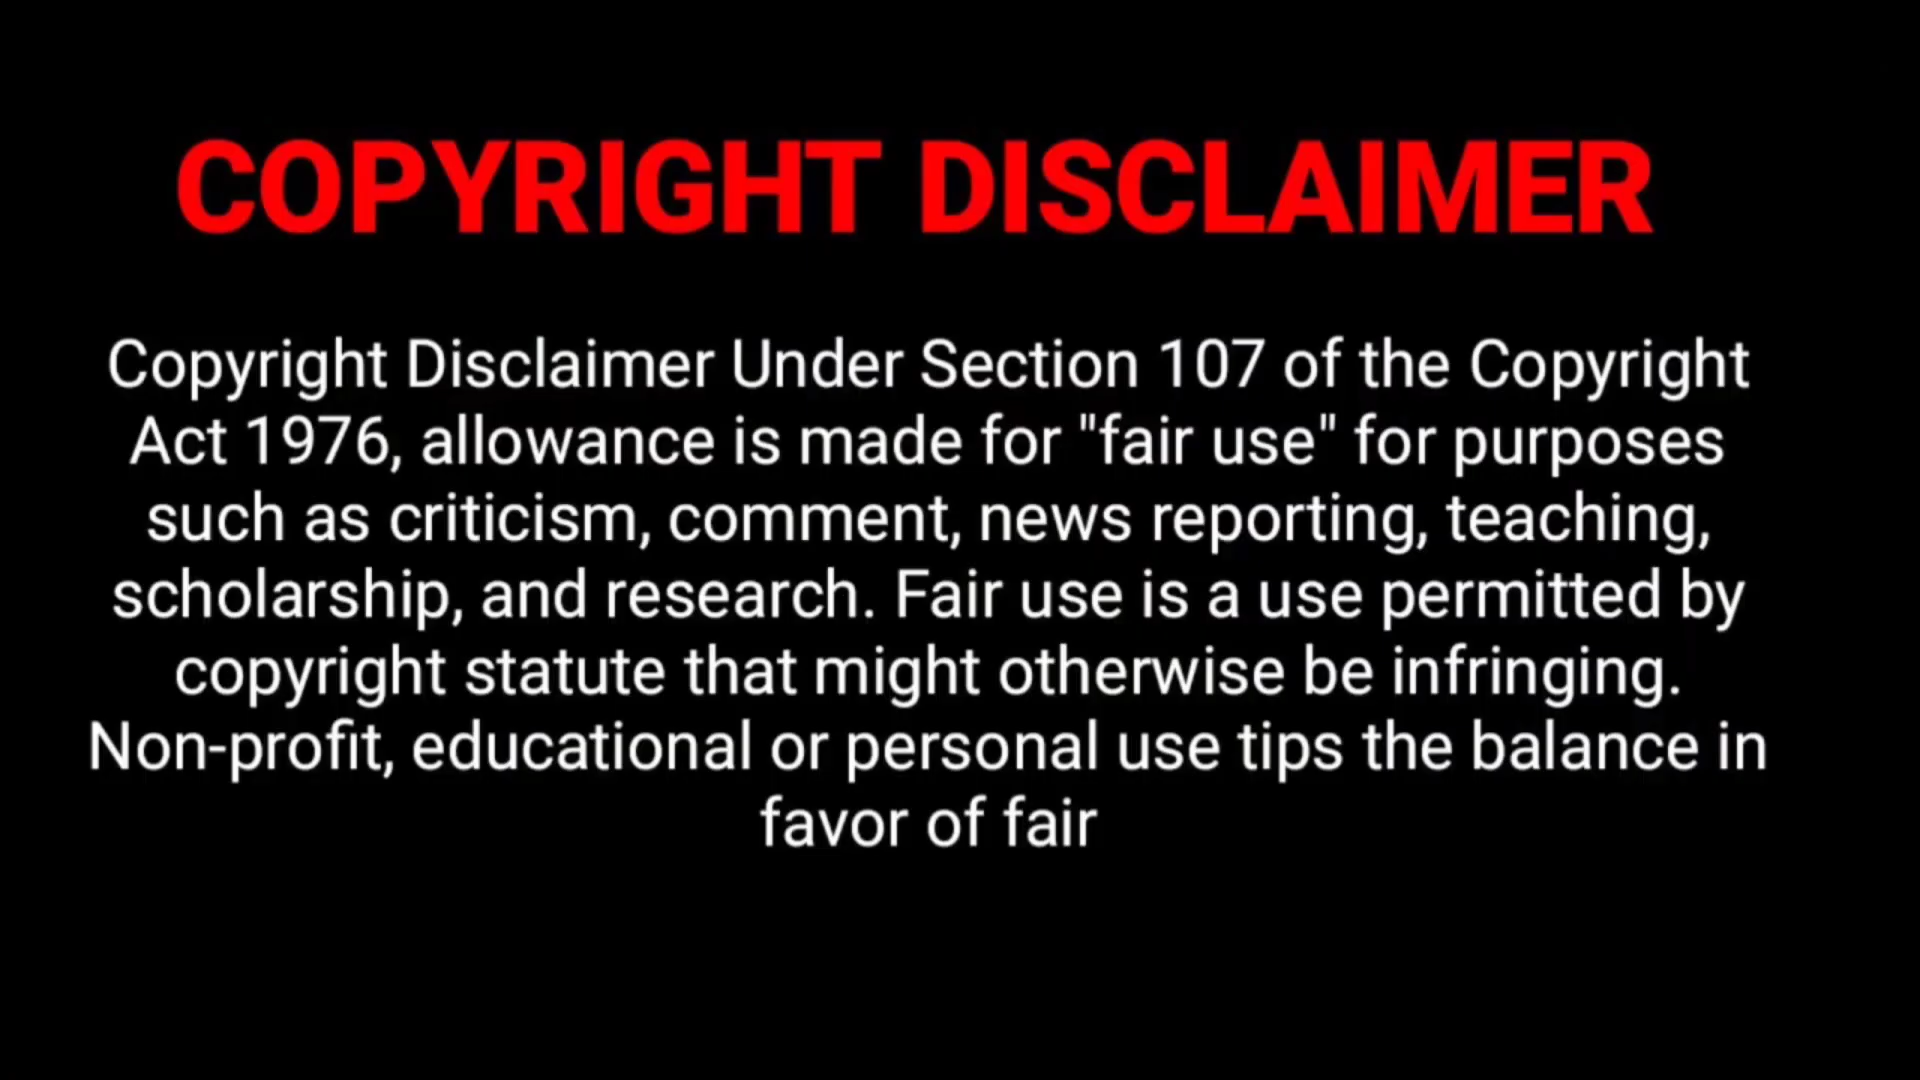 COPYRIGHT DISCLAIMER
Copyright Disclaimer Under Section 107 of the Copyright
Act 1976, allowance is made for "fair use" for purposes
such as criticism, comment, news reporting, teaching,
scholarship, and research. Fair use is a use permitted by
copyright statute that might otherwise be infringing.
Non-profit, educational or personal use tips the balance in
favor of fair